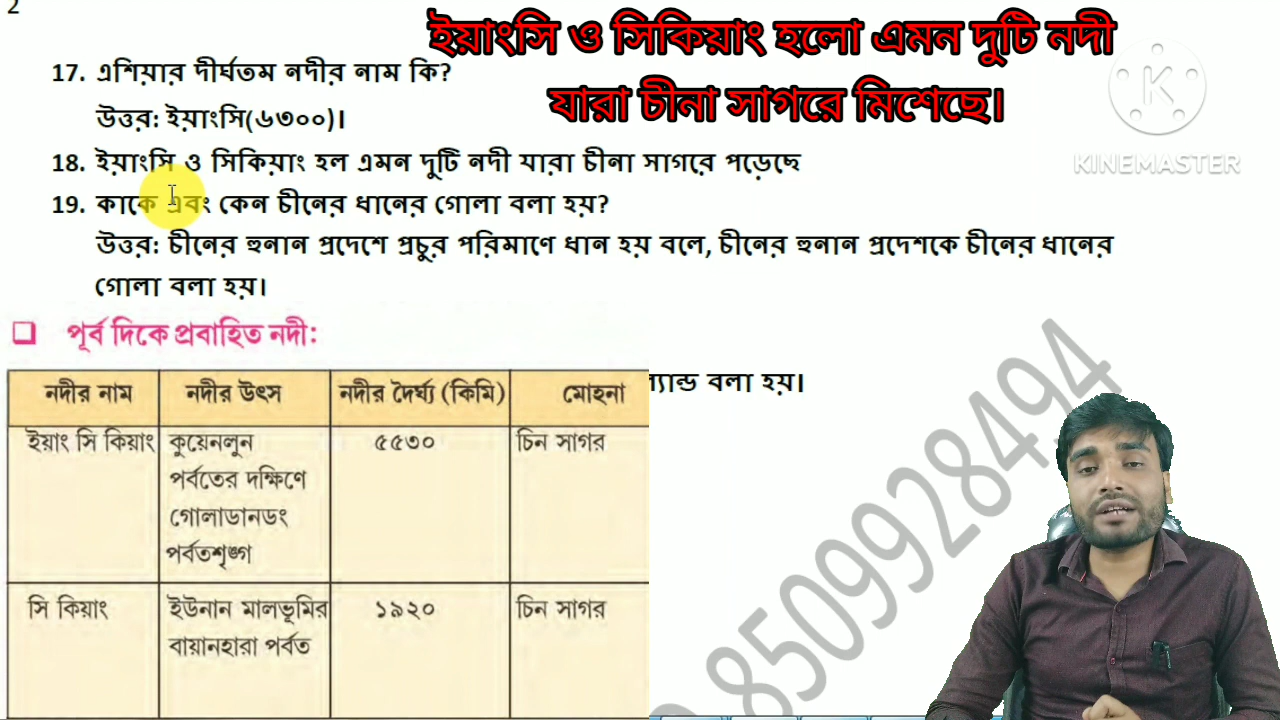 2
ইয়াংসি ও সিকিয়াং হলো এমন দুটি নদী
যারা চীনা সাগরে মিশেছে।
KINEMASTER
17. এশিয়ার দীর্ঘতম নদীর নাম কি?
উত্তর: ইয়াংসি(৬৩০০)।
18. ইয়াংসি ও সিকিয়াং হল এমন দুটি নদী যারা চীনা সাগরে পড়েছে
19. কাকে এবং কেন চীনের ধানের গোলা বলা হয়?
উত্তর: চীনের হুনান প্রদেশে প্রচুর পরিমাণে ধান হয় বলে, চীনের হুনান প্রদেশকে চীনের ধানের
গোলা বলা হয়।
পূর্ব দিকে প্রবাহিত নদী:
নদীর নাম নদীর উৎস নদীর দৈর্ঘ্য (কিমি) মোহনা
ইয়াং সি কিয়াং কুয়েনলুন ৫৫৩০ চিন সাগর
পর্বতের দক্ষিণে
গোলাডানডং
পর্বতশৃঙ্গ
সি কিয়াং ইউনান মালভূমির ১৯২০ চিন সাগর
বায়ানহারা পর্বত
ল্যান্ড বলা হয়।
8509928494